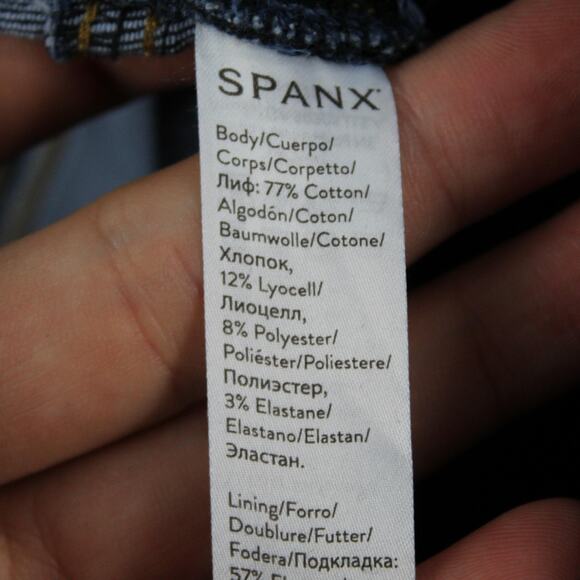 SPANX
Body/Cuerpo/
Corps/Corpetto/
Лиф: 77% Cotton/
Algodón/Coton/
Baumwolle/Cotone/
Хлопок,
12% Lyocell/
Лиоцелл,
8% Polyester/
Poliéster/Poliestere/
Полиэстер,
3% Elastane/
Elastano/Elastan/
Эластан.
Lining/Forro/
Doublure/Futter/
Fodera/Подкладка:
57%